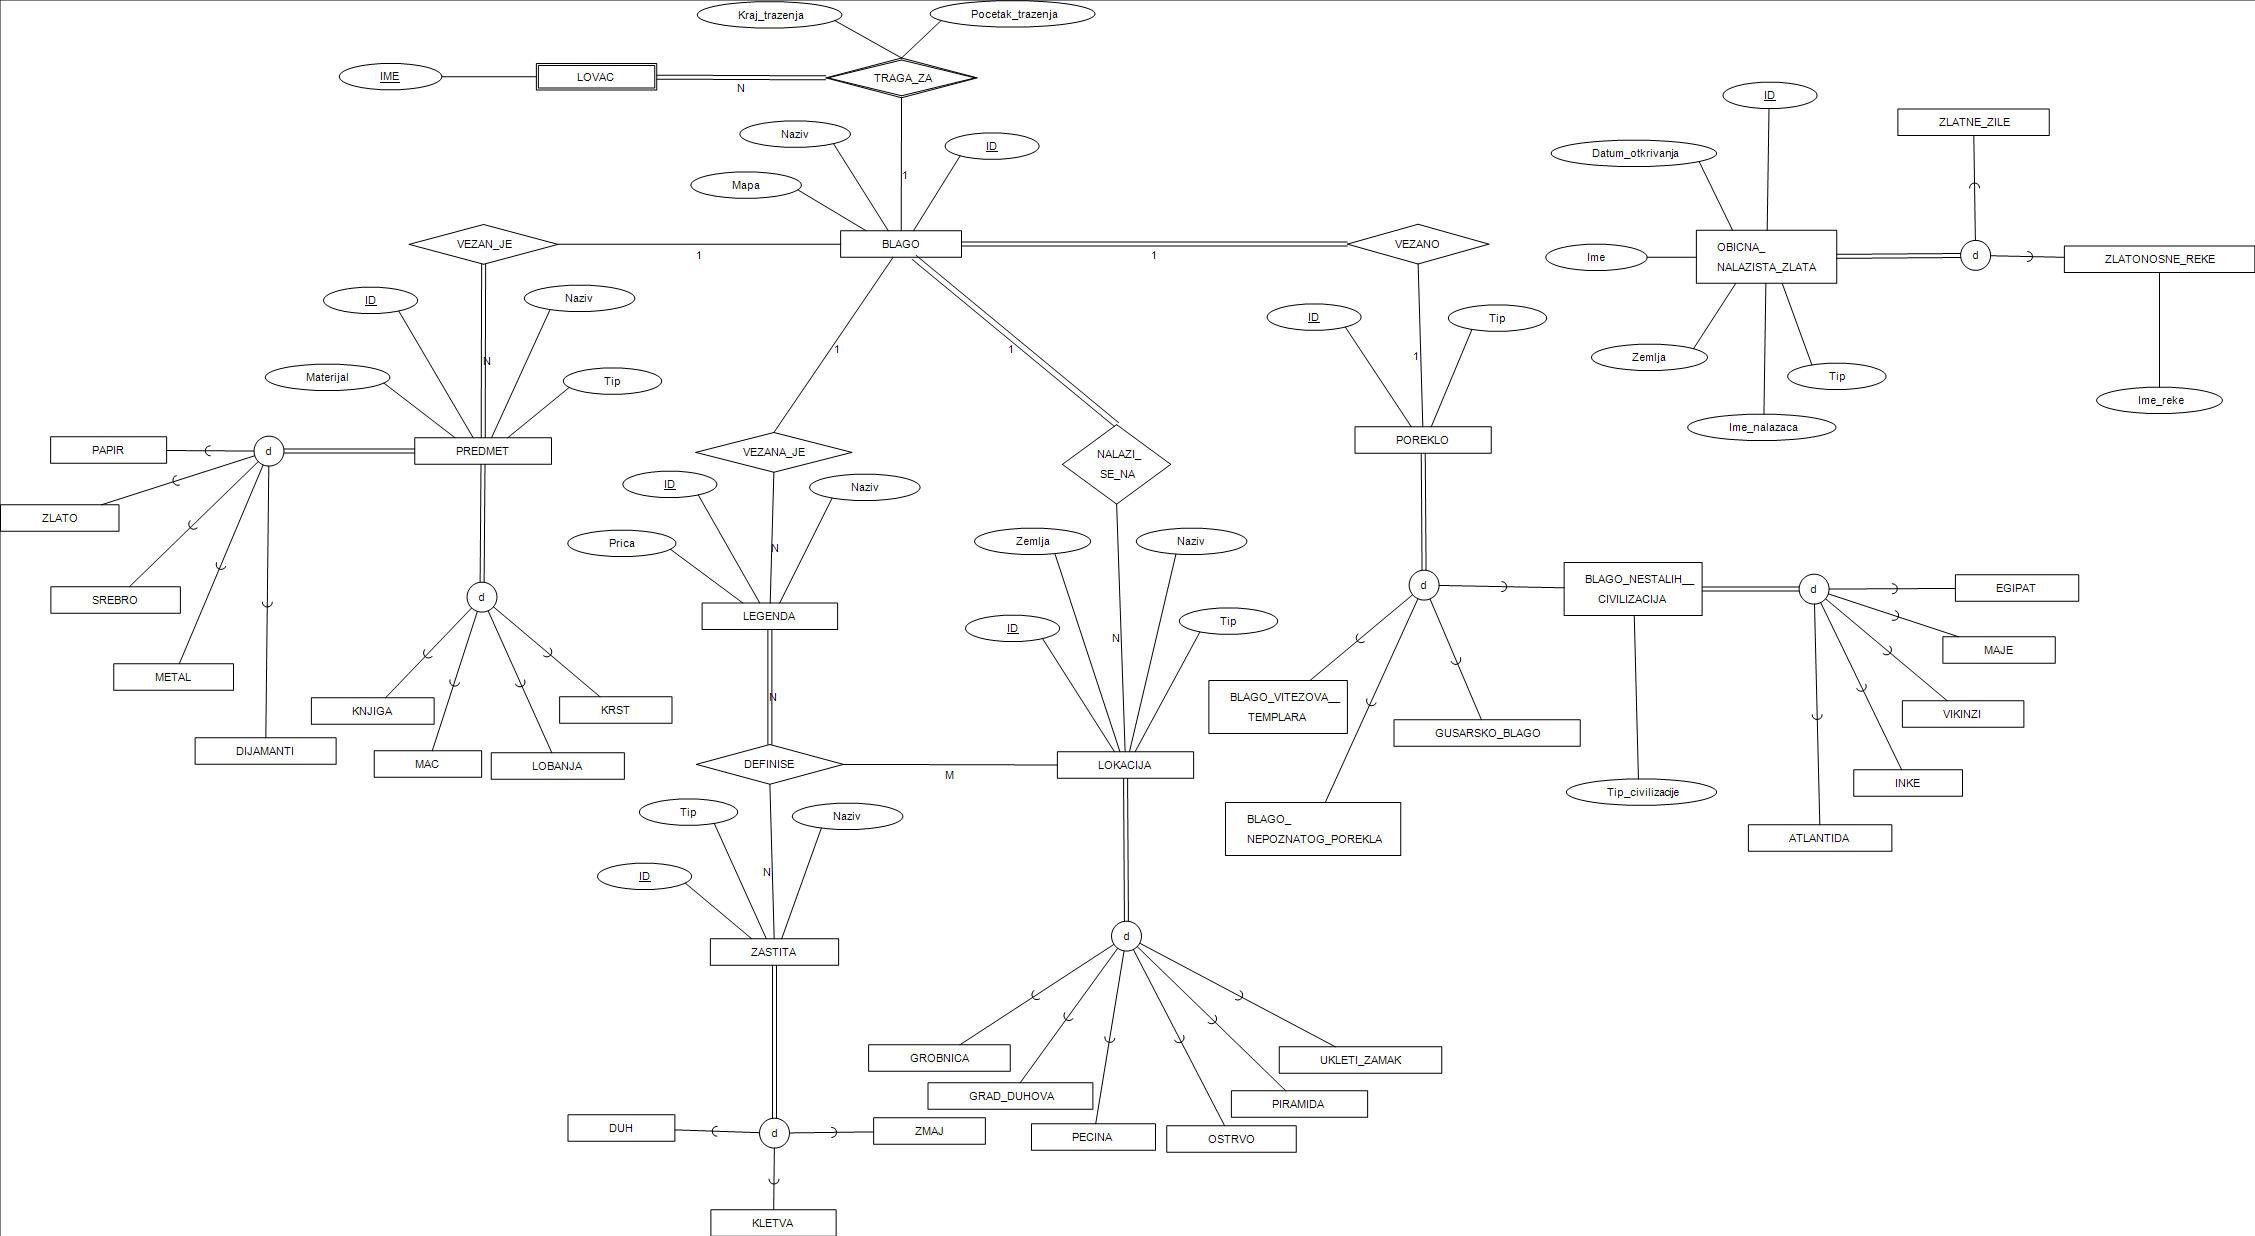 Kraj_trazenja
Pocetak_trazenja
IME
LOVAC
N
TRAGA_ZA
ID
ZLATNE_ZILE
Naziv
ID
Datum_otkrivanja
Mapa
1
VEZAN_JE
1
BLAGO
1
VEZANO
Ime
OBICNA_
NALAZISTA_ZLATA
d
ZLATONOSNE_REKE
ID
Naziv
ID
Tip
N
1
1
1
Zemlja
Tip
Materijal
Tip
Ime_reke
Ime_nalazaca
PAPIR
d
PREDMET
VEZANA_JE
NALAZI_
SE_NA
POREKLO
ZLATO
ID
Naziv
Prica
N
Zemlja
Naziv
SREBRO
d
LEGENDA
ID
N
Tip
d
BLAGO_NESTALIH__
CIVILIZACIJA
d
EGIPAT
MAJE
METAL
KNJIGA
KRST
N
BLAGO_VITEZOVA__
TEMPLARA
GUSARSKO_BLAGO
VIKINZI
DIJAMANTI
MAC
LOBANJA
DEFINISE
M
LOKACIJA
Tip_civilizacije
INKE
Tip
Naziv
BLAGO_
NEPOZNATOG_POREKLA
ATLANTIDA
ID
N
ZASTITA
d
GROBNICA
UKLETI_ZAMAK
GRAD_DUHOVA
PIRAMIDA
DUH
d
ZMAJ
PECINA
OSTRVO
KLETVA